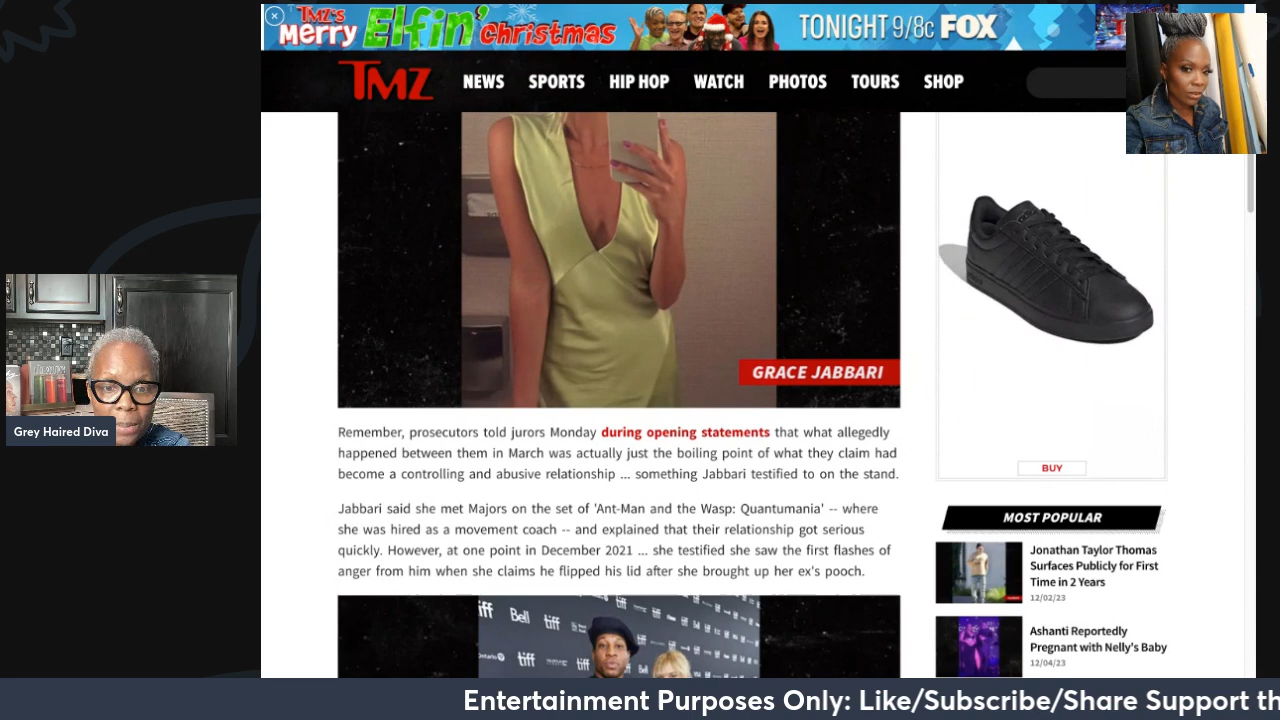 TMZ's
Merry Elfin' Christmas
TONIGHT 9/8c FOX
TMZ
NEWS SPORTS HIP HOP WATCH PHOTOS TOURS SHOP
GRACE JABBARI
Remember, prosecutors told jurors Monday during opening statements that what allegedly
happened between them in March was actually just the boiling point of what they claim had
become a controlling and abusive relationship ... something Jabbari testified to on the stand.
Jabbari said she met Majors on the set of 'Ant-Man and the Wasp: Quantumania' -- where
she was hired as a movement coach -- and explained that their relationship got serious
quickly. However, at one point in December 2021 ... she testified she saw the first flashes of
anger from him when she claims he flipped his lid after she brought up her ex's pooch.
tiff Bell tiff tiff tiff
tiff tiff
BUY
MOST POPULAR
Jonathan Taylor Thomas
Surfaces Publicly for First
Time in 2 Years
12/02/23
Ashanti Reportedly
Pregnant with Nelly's Baby
12/04/23
Grey Haired Diva
Entertainment Purposes Only: Like/Subscribe/Share Support th